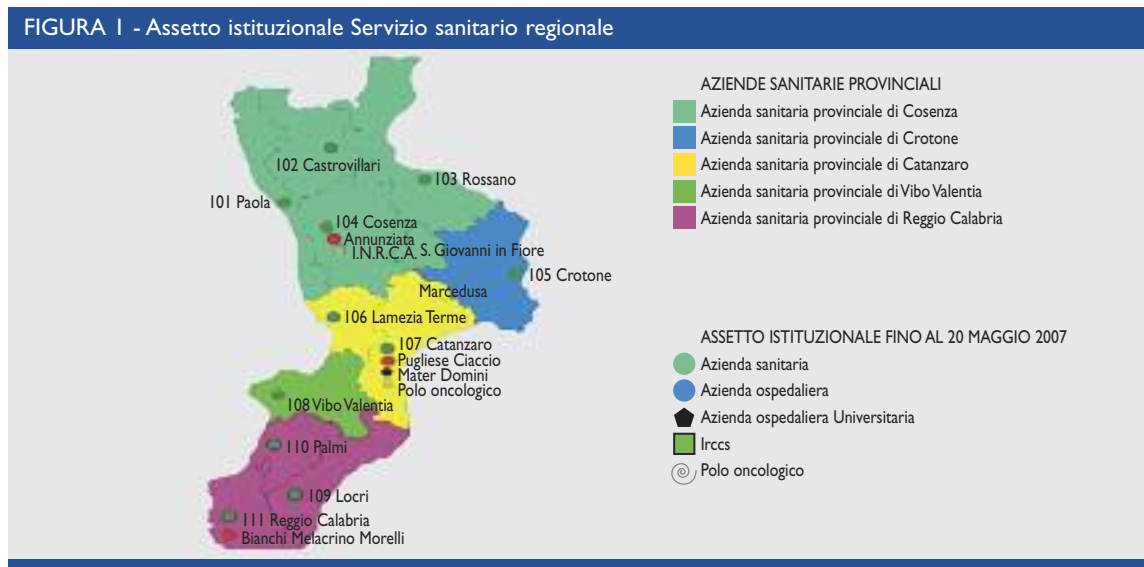 FIGURA 1 - Assetto istituzionale Servizio sanitario regionale
AZIENDE SANITARIE PROVINCIALI
Azienda sanitaria provinciale di Cosenza
Azienda sanitaria provinciale di Crotone
Azienda sanitaria provinciale di Catanzaro
Azienda sanitaria provinciale di Vibo Valentia
Azienda sanitaria provinciale di Reggio Calabria
102 Castrovillari
103 Rossano
101 Paola
104 Cosenza
Annunziata
I.N.R.C.A.
S. Giovanni in Fiore
105 Crotone
Marcedusa
106 Lamezia Terme
107 Catanzaro
Pugliese Ciaccio
Mater Domini
Polo oncologico
108 Vibo Valentia
110 Palmi
109 Locri
111 Reggio Calabria
Bianchi Melacrino Morelli
ASSETTO ISTITUZIONALE FINO AL 20 MAGGIO 2007
Azienda sanitaria
Azienda ospedaliera
Azienda ospedaliera Universitaria
Irccs
Polo oncologico